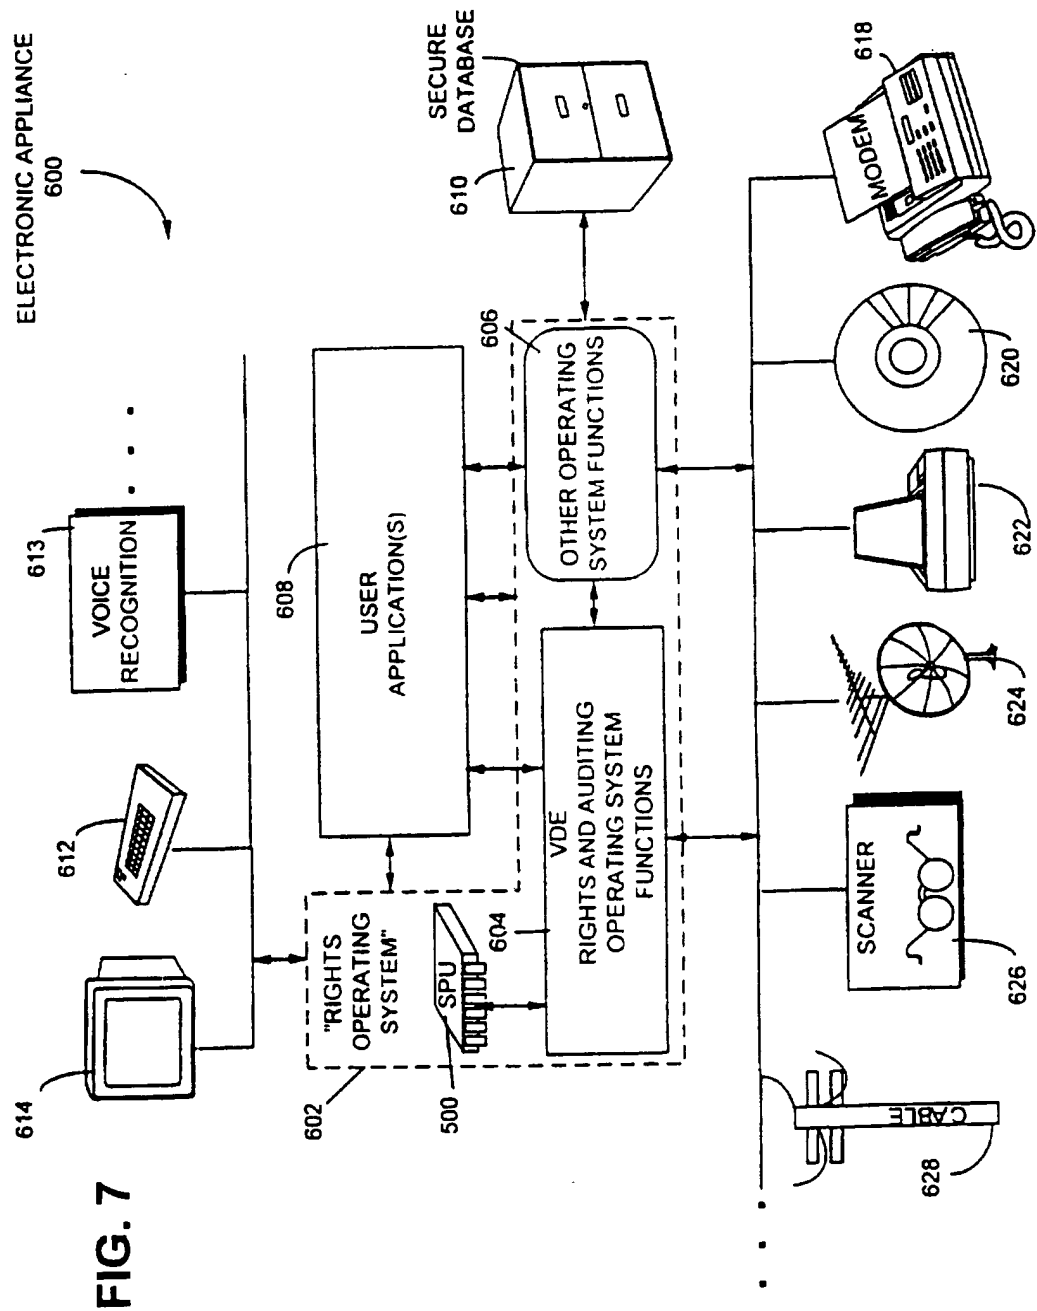 FIG. 7
ELECTRONIC APPLIANCE
600
614
612
613
VOICE
RECOGNITION
602
"RIGHTS
OPERATING
SYSTEM"
608
USER
APPLICATION(S)
SPU
500
604
VDE
RIGHTS AND AUDITING
OPERATING SYSTEM
FUNCTIONS
606
OTHER OPERATING
SYSTEM FUNCTIONS
610
SECURE
DATABASE
CABLE
628
SCANNER
626
624
622
620
MODEM
618